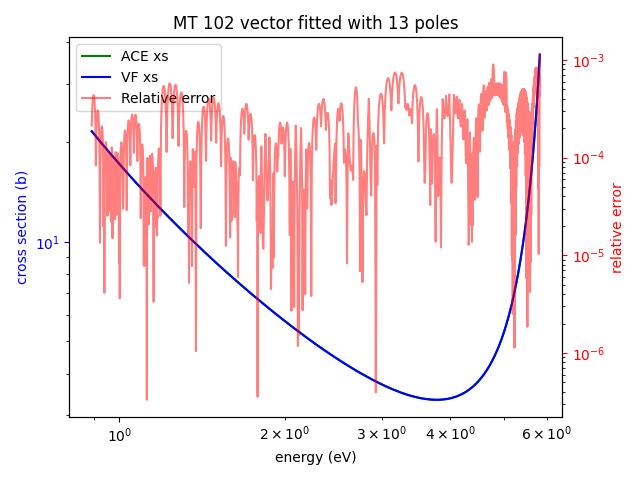 MT 102 vector fitted with 13 poles
ACE xs
VF xs
Relative error
cross section (b)
10¹
10⁻³
10⁻⁴
10⁻⁵
10⁻⁶
relative error
10⁰
2 × 10⁰
3 × 10⁰
4 × 10⁰
6 × 10⁰
energy (eV)